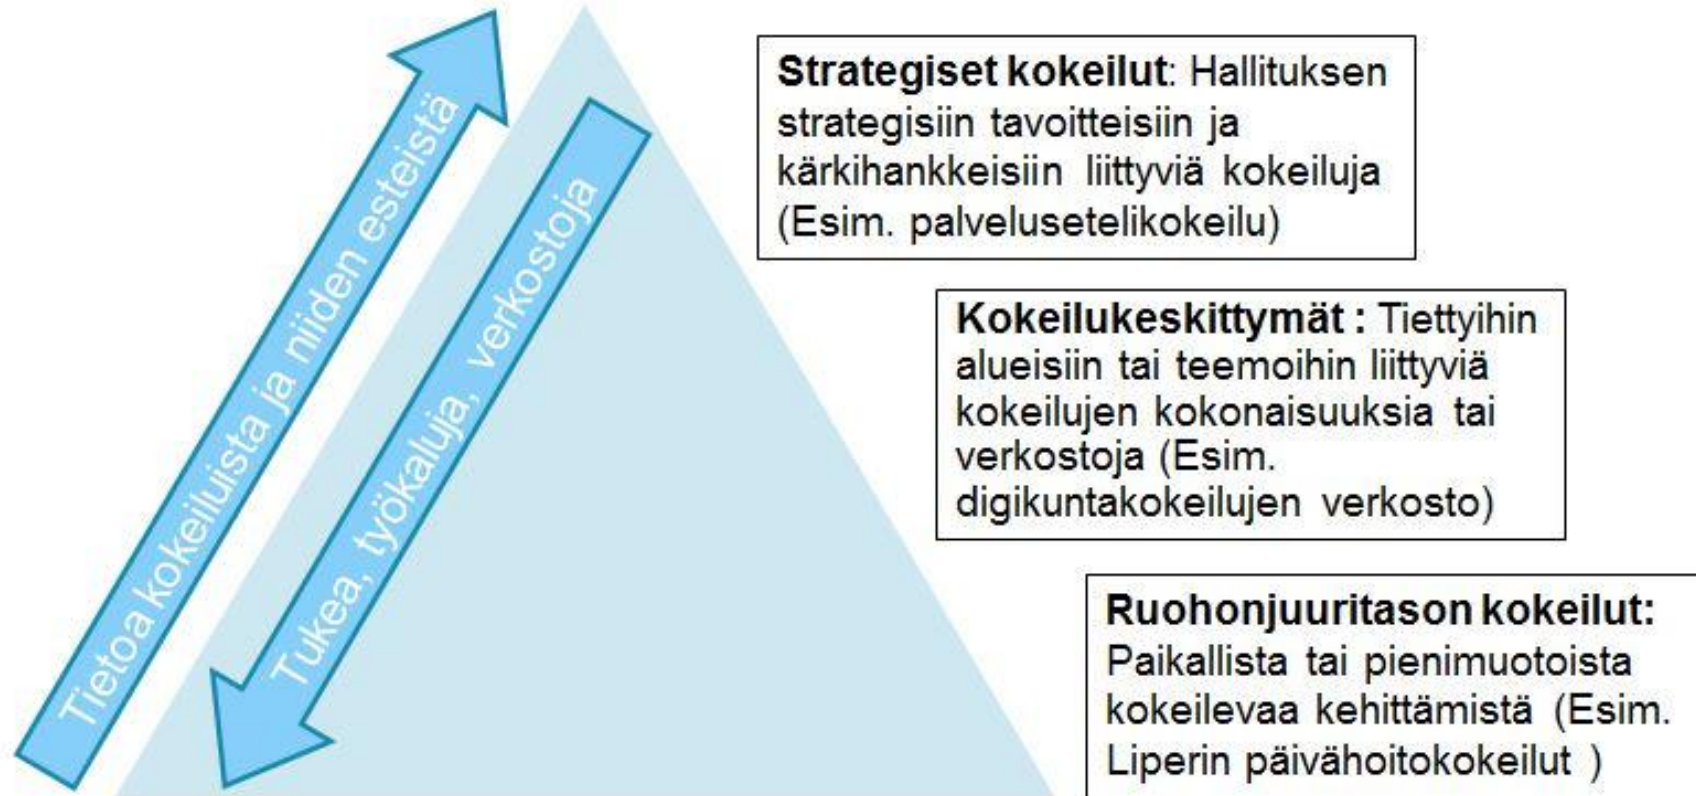 Tietoa kokeiluista ja niiden esteistä
Tukea, työkaluja, verkostoja
Strategiset kokeilut: Hallituksen
strategisiin tavoitteisiin ja
kärkihankkeisiin liittyviä kokeiluja
(Esim. palvelusetelikokeilu)
Kokeilukeskittymät : Tiettyihin
alueisiin tai teemoihin liittyviä
kokeilujen kokonaisuuksia tai
verkostoja (Esim.
digikuntakokeilujen verkosto)
Ruohonjuuritason kokeilut:
Paikallista tai pienimuotoista
kokeilevaa kehittämistä (Esim.
Liperin päivähoitokokeilut )